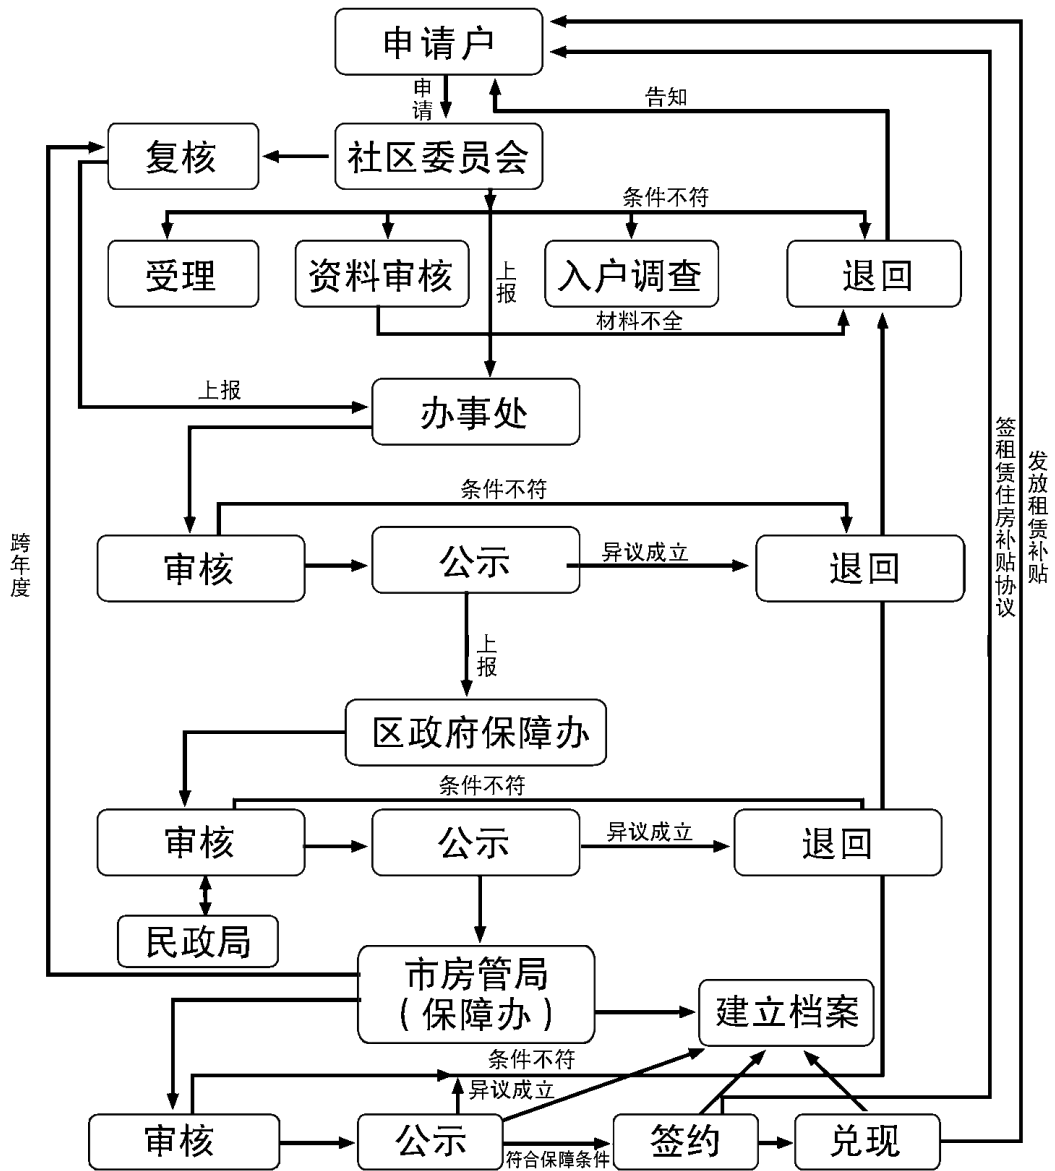 申请户
申请
告知
复核
社区委员会
条件不符
受理
资料审核
入户调查
退回
上报
材料不全
上报
办事处
签租赁住房补贴协议
发放租赁补贴
条件不符
跨年度
审核
公示
异议成立
退回
上报
区政府保障办
条件不符
审核
公示
异议成立
退回
民政局
市房管局
（保障办）
建立档案
条件不符
异议成立
审核
公示
符合保障条件
签约
兑现